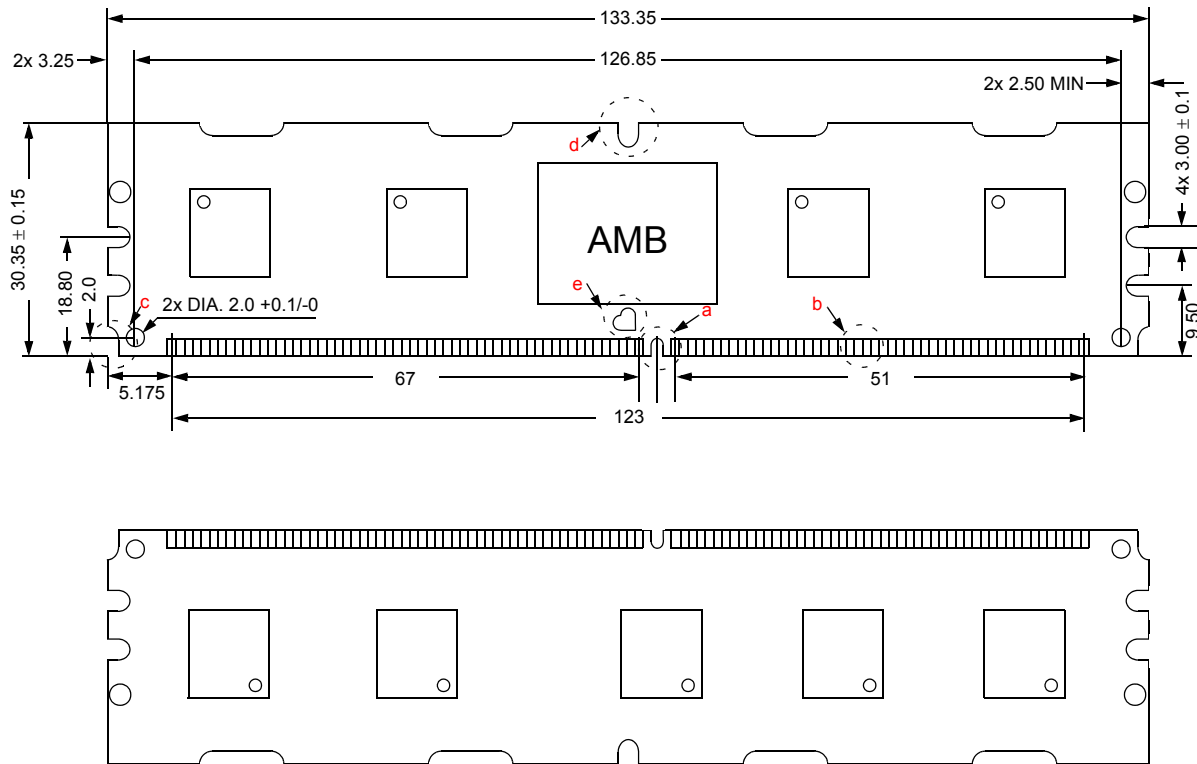 133.35
2x 3.25
126.85
2x 2.50 MIN
4x 3.00 ± 0.1
d
30.35 ± 0.15
18.80
2.0
AMB
e
c
2x DIA. 2.0 +0.1/-0
a
b
9.50
5.175
67
51
123